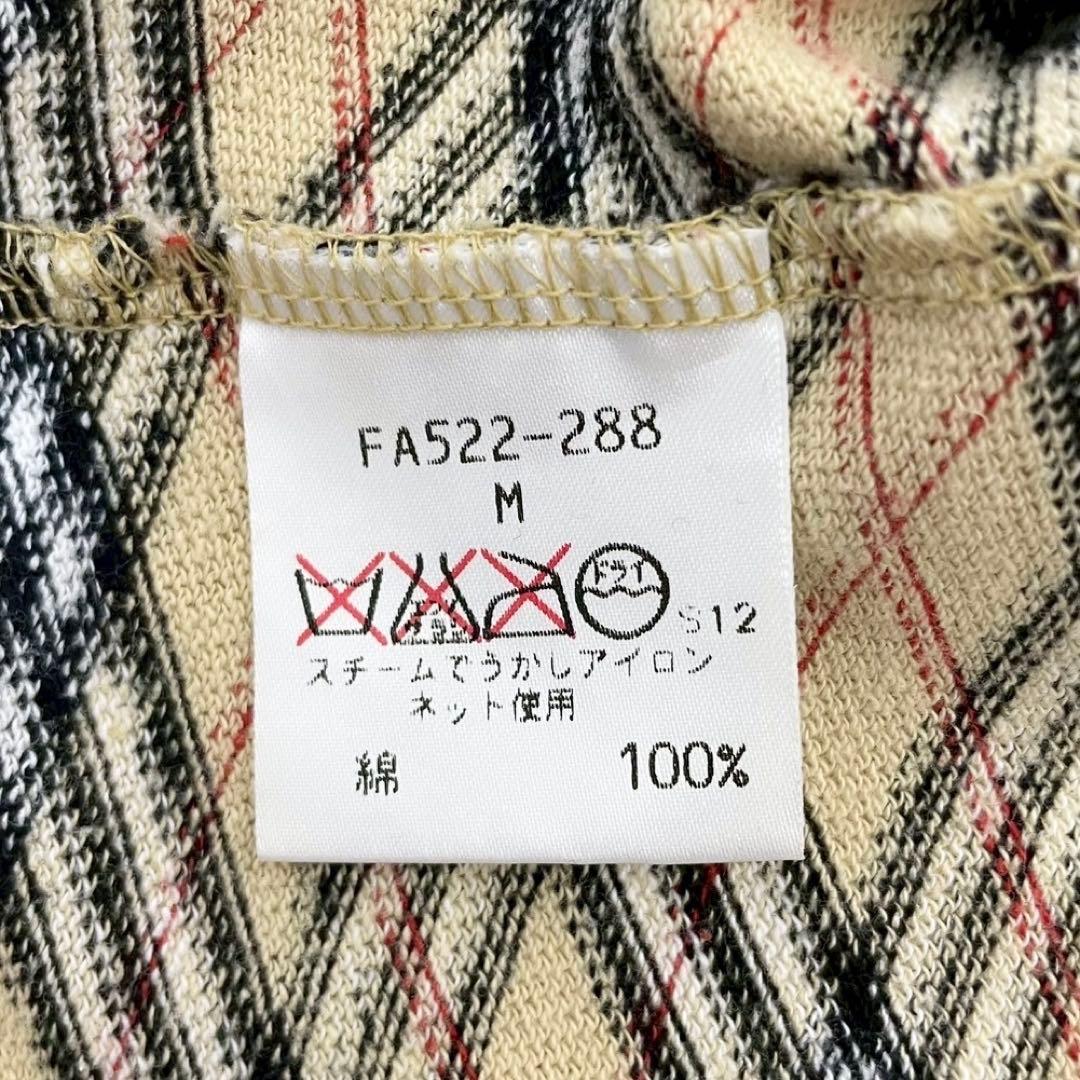 FA522-288
M
ドライ S12
スチームでうかしアイロン
ネット使用
綿 100%